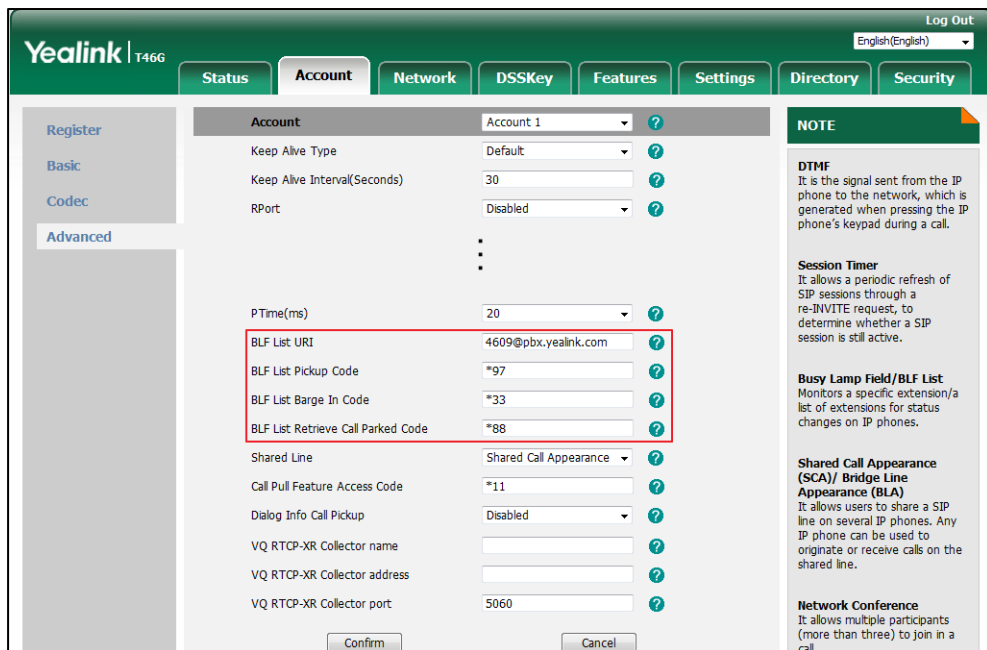 Log Out
Yealink T46G
English(English)
Status Account Network DSSKey Features Settings Directory Security
Register
Basic
Codec
Advanced
Account Account 1
Keep Alive Type Default
Keep Alive Interval(Seconds) 30
RPort Disabled
PTime(ms) 20
BLF List URI 4609@pbx.yealink.com
BLF List Pickup Code *97
BLF List Barge In Code *33
BLF List Retrieve Call Parked Code *88
Shared Line Shared Call Appearance
Call Pull Feature Access Code *11
Dialog Info Call Pickup Disabled
VQ RTCP-XR Collector name
VQ RTCP-XR Collector address
VQ RTCP-XR Collector port 5060
Confirm Cancel
NOTE
DTMF
It is the signal sent from the IP
phone to the network, which is
generated when pressing the IP
phone's keypad during a call.
Session Timer
It allows a periodic refresh of
SIP sessions through a
re-INVITE request, to
determine whether a SIP
session is still active.
Busy Lamp Field/BLF List
Monitors a specific extension/a
list of extensions for status
changes on IP phones.
Shared Call Appearance
(SCA)/ Bridge Line
Appearance (BLA)
It allows users to share a SIP
line on several IP phones. Any
IP phone can be used to
originate or receive calls on the
shared line.
Network Conference
It allows multiple participants
(more than three) to join in a
call